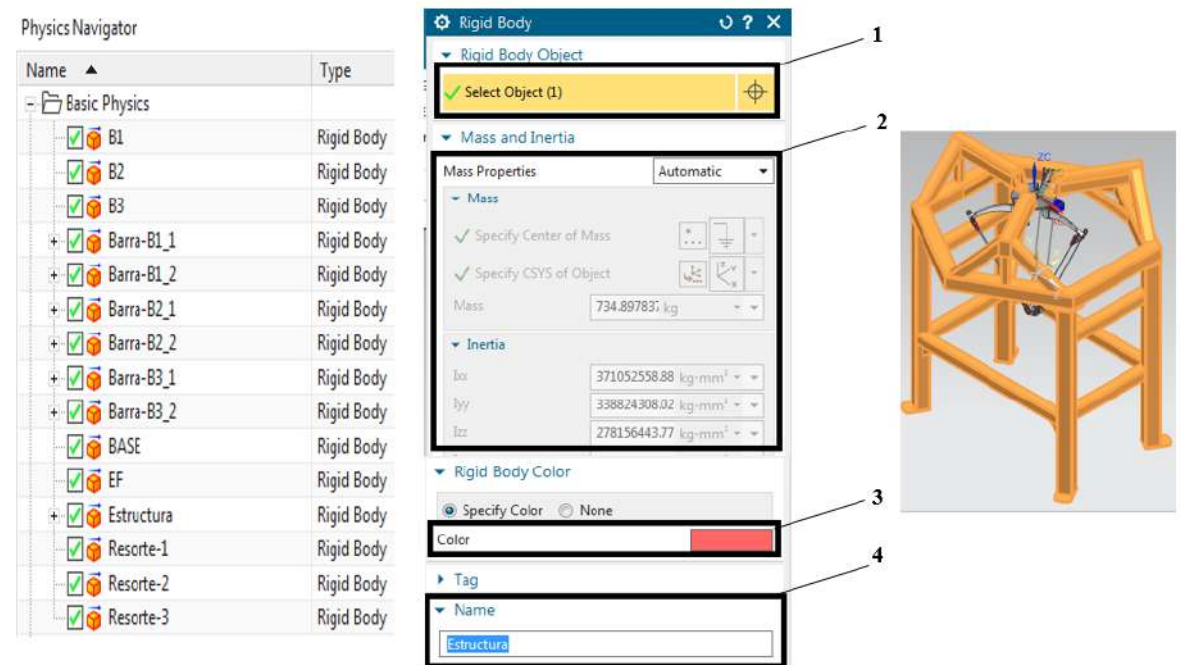 Physics Navigator
Name Type
Basic Physics
B1 Rigid Body
B2 Rigid Body
B3 Rigid Body
Barra-B1_1 Rigid Body
Barra-B1_2 Rigid Body
Barra-B2_1 Rigid Body
Barra-B2_2 Rigid Body
Barra-B3_1 Rigid Body
Barra-B3_2 Rigid Body
BASE Rigid Body
EF Rigid Body
Estructura Rigid Body
Resorte-1 Rigid Body
Resorte-2 Rigid Body
Resorte-3 Rigid Body
Rigid Body
Rigid Body Object
Select Object (1)
Mass and Inertia
Mass Properties Automatic
Mass
Specify Center of Mass
Specify CSYS of Object
Mass 734.897837 kg
Inertia
Ixx 371052558.88 kg-mm²
Iyy 338824308.02 kg-mm²
Izz 278156443.77 kg-mm²
Rigid Body Color
Specify Color None
Color
Tag
Name
Estructura
1
2
3
4
ZC